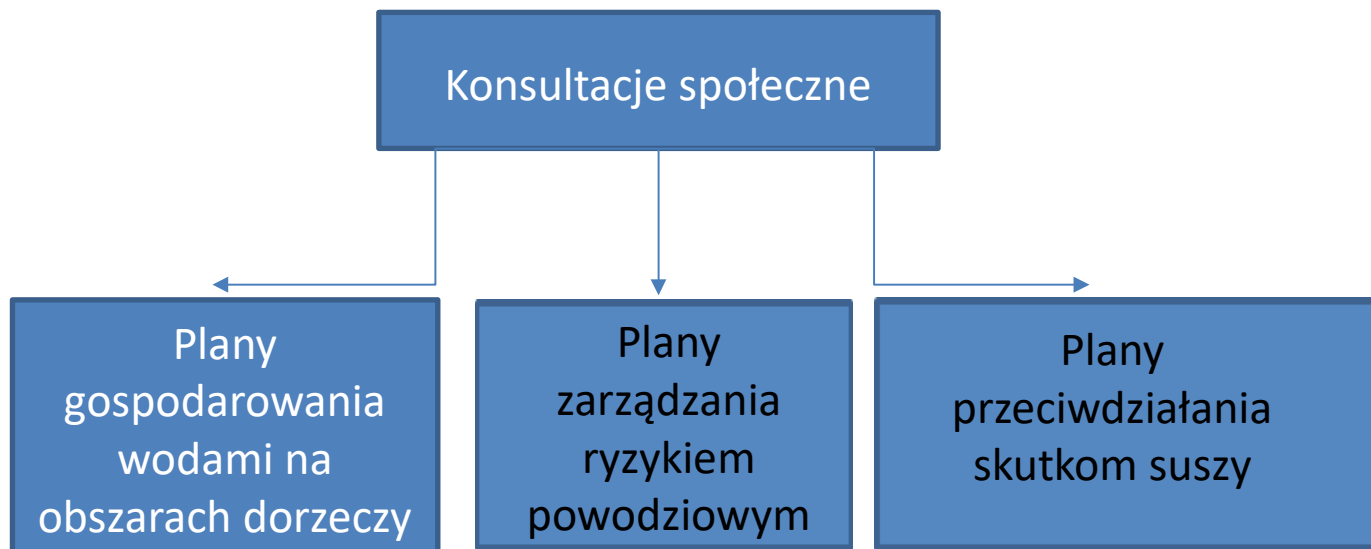 Konsultacje społeczne
Plany
gospodarowania
wodami na
obszarach dorzeczy
Plany
zarządzania
ryzykiem
powodziowym
Plany
przeciwdziałania
skutkom suszy